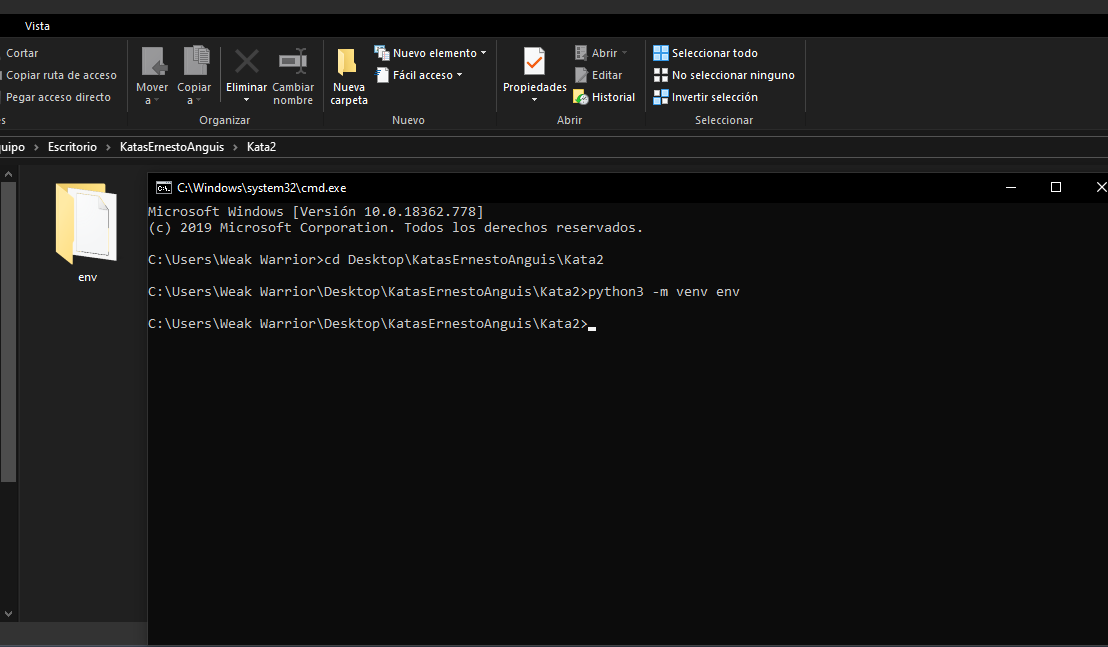 Vista
Cortar
Copiar ruta de acceso
Pegar acceso directo
Mover a
Copiar a
Eliminar
Cambiar nombre
Organizar
Nueva carpeta
Nuevo elemento
Fácil acceso
Nuevo
Propiedades
Abrir
Editar
Historial
Abrir
Seleccionar todo
No seleccionar ninguno
Invertir selección
Seleccionar
quipo > Escritorio > KatasErnestoAnguis > Kata2
env
C:\Windows\system32\cmd.exe
Microsoft Windows [Versión 10.0.18362.778]
(c) 2019 Microsoft Corporation. Todos los derechos reservados.
C:\Users\Weak Warrior>cd Desktop\KatasErnestoAnguis\Kata2
C:\Users\Weak Warrior\Desktop\KatasErnestoAnguis\Kata2>python3 -m venv env
C:\Users\Weak Warrior\Desktop\KatasErnestoAnguis\Kata2>